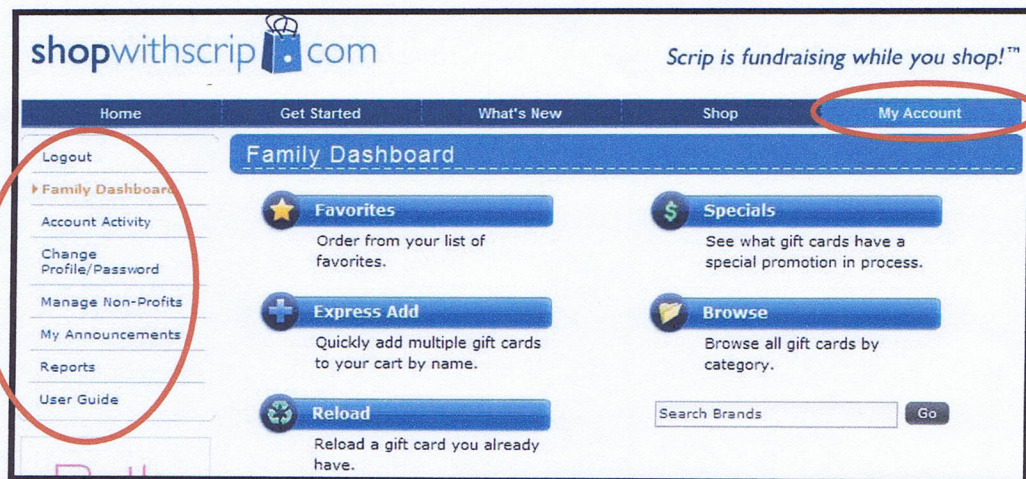 shopwithscrip.com
Scrip is fundraising while you shop!™
Home Get Started What's New Shop My Account
Logout
Family Dashboard
Account Activity
Change
Profile/Password
Manage Non-Profits
My Announcements
Reports
User Guide
Family Dashboard
Favorites
Order from your list of
favorites.
Express Add
Quickly add multiple gift cards
to your cart by name.
Reload
Reload a gift card you already
have.
Specials
See what gift cards have a
special promotion in process.
Browse
Browse all gift cards by
category.
Search Brands Go